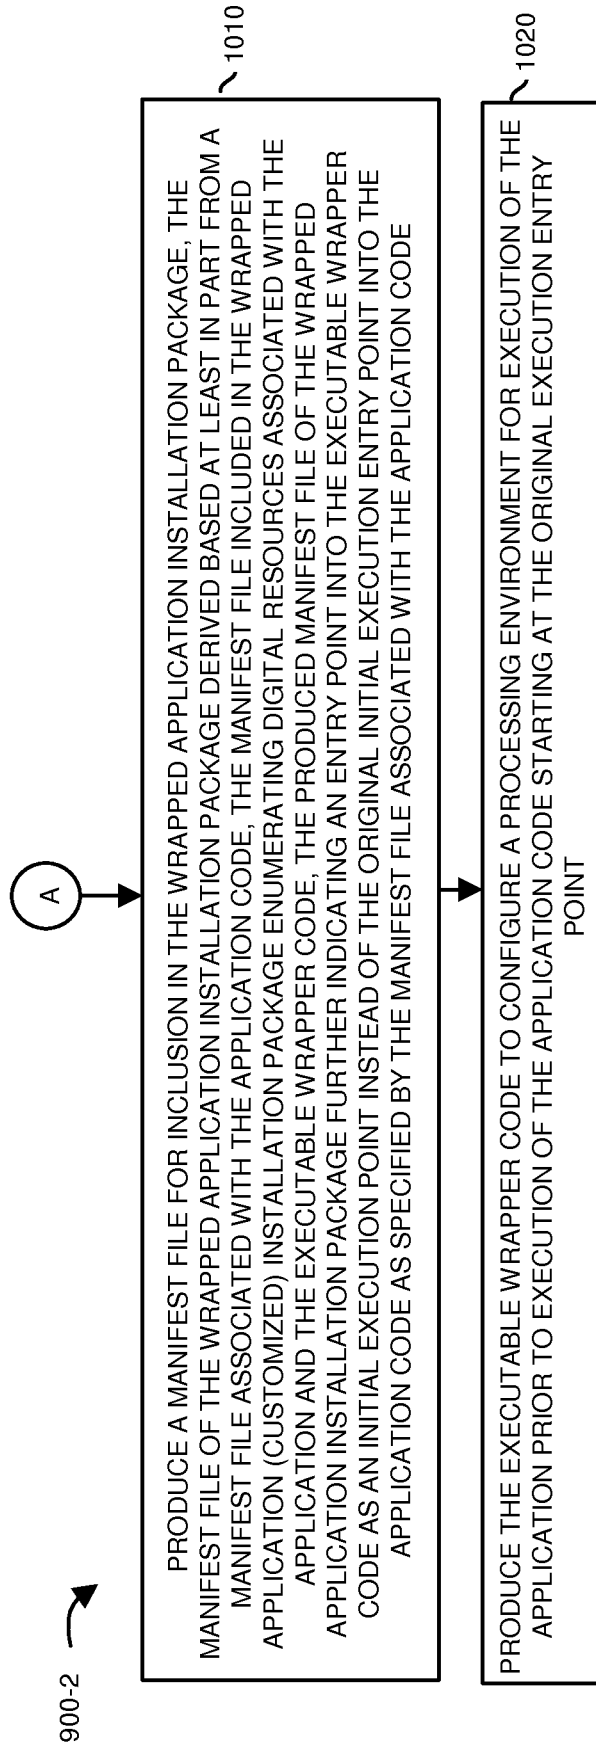 900-2
A
1010
PRODUCE A MANIFEST FILE FOR INCLUSION IN THE WRAPPED APPLICATION INSTALLATION PACKAGE, THE
MANIFEST FILE OF THE WRAPPED APPLICATION INSTALLATION PACKAGE DERIVED BASED AT LEAST IN PART FROM A
MANIFEST FILE ASSOCIATED WITH THE APPLICATION CODE, THE MANIFEST FILE INCLUDED IN THE WRAPPED
APPLICATION (CUSTOMIZED) INSTALLATION PACKAGE ENUMERATING DIGITAL RESOURCES ASSOCIATED WITH THE
APPLICATION AND THE EXECUTABLE WRAPPER CODE, THE PRODUCED MANIFEST FILE OF THE WRAPPED
APPLICATION INSTALLATION PACKAGE FURTHER INDICATING AN ENTRY POINT INTO THE EXECUTABLE WRAPPER
CODE AS AN INITIAL EXECUTION POINT INSTEAD OF THE ORIGINAL INITIAL EXECUTION ENTRY POINT INTO THE
APPLICATION CODE AS SPECIFIED BY THE MANIFEST FILE ASSOCIATED WITH THE APPLICATION CODE
1020
PRODUCE THE EXECUTABLE WRAPPER CODE TO CONFIGURE A PROCESSING ENVIRONMENT FOR EXECUTION OF THE
APPLICATION PRIOR TO EXECUTION OF THE APPLICATION CODE STARTING AT THE ORIGINAL EXECUTION ENTRY
POINT